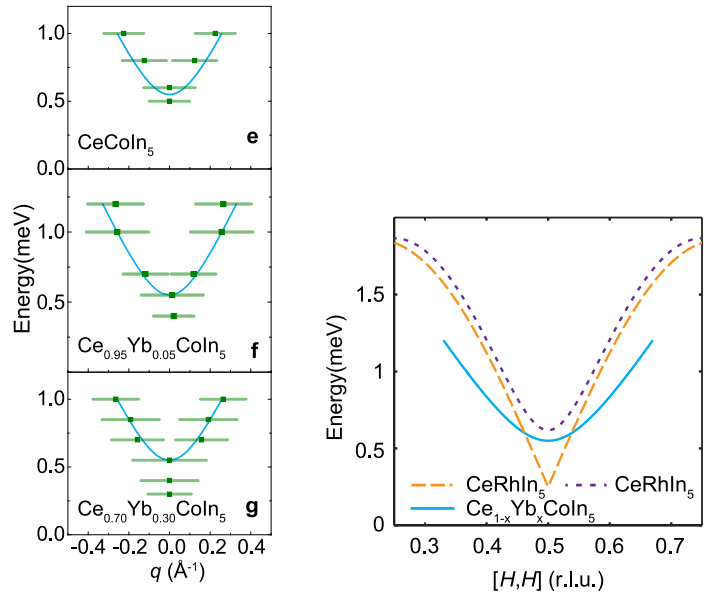 1.0
0.5
0.0
e
CeCoIn₅
Energy(meV)
1.0
0.5
f
Ce₀.₉₅Yb₀.₀₅CoIn₅
1.0
0.5
0.0
g
Ce₀.₇₀Yb₀.₃₀CoIn₅
−0.4 −0.2 0.0 0.2 0.4
q (Å⁻¹)
Energy(meV)
1.5
1
0.5
0
CeRhIn₅ CeRhIn₅
Ce₁₋ₓYbₓCoIn₅
0.3 0.4 0.5 0.6 0.7
[H,H] (r.l.u.)